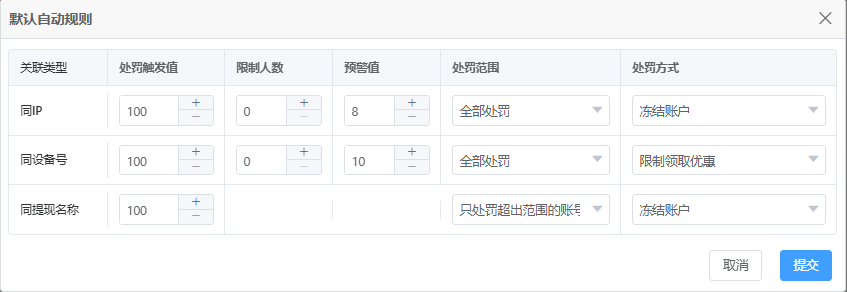 默认自动规则
关联类型 处罚触发值 限制人数 预警值 处罚范围 处罚方式
同IP 100 0 8 全部处罚 冻结账户
同设备号 100 0 10 全部处罚 限制领取优惠
同提现名称 100 只处罚超出范围的账号 冻结账户
取消 提交